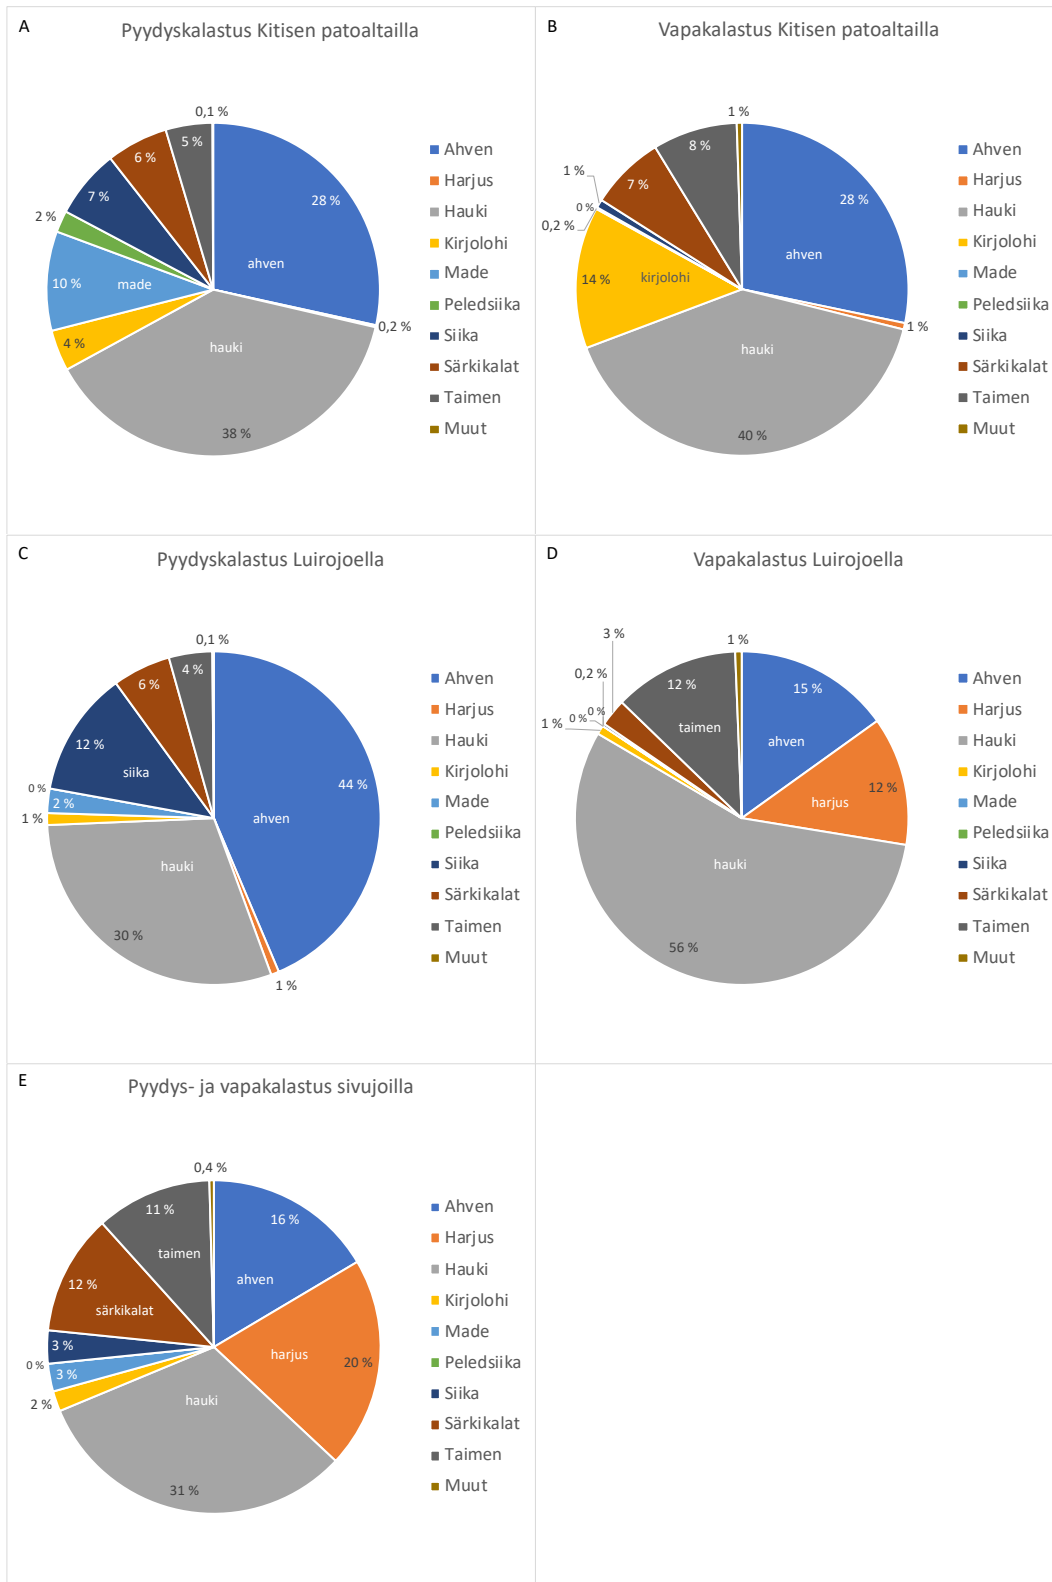 A
Pyydyskalastus Kitisen patoaltailla
0,1 %
5 %
6 %
7 %
2 %
10 %
made
4 %
28 %
ahven
0,2 %
hauki
38 %
Ahven
Harjus
Hauki
Kirjolohi
Made
Peledsiika
Siika
Särkikalat
Taimen
Muut
B
Vapakalastus Kitisen patoaltailla
1 %
8 %
7 %
1 %
0 %
0,2 %
14 %
kirjolohi
28 %
ahven
1 %
hauki
40 %
Ahven
Harjus
Hauki
Kirjolohi
Made
Peledsiika
Siika
Särkikalat
Taimen
Muut
C
Pyydyskalastus Luirojoella
0,1 %
4 %
6 %
12 %
siika
0 %
2 %
1 %
44 %
ahven
hauki
30 %
1 %
Ahven
Harjus
Hauki
Kirjolohi
Made
Peledsiika
Siika
Särkikalat
Taimen
Muut
D
Vapakalastus Luirojoella
1 %
3 %
0,2 %
0 %
0 %
1 %
12 %
taimen
15 %
ahven
12 %
harjus
hauki
56 %
Ahven
Harjus
Hauki
Kirjolohi
Made
Peledsiika
Siika
Särkikalat
Taimen
Muut
E
Pyydys- ja vapakalastus sivujoilla
0,4 %
11 %
taimen
12 %
särkikalat
3 %
0 %
3 %
2 %
16 %
ahven
harjus
20 %
hauki
31 %
Ahven
Harjus
Hauki
Kirjolohi
Made
Peledsiika
Siika
Särkikalat
Taimen
Muut